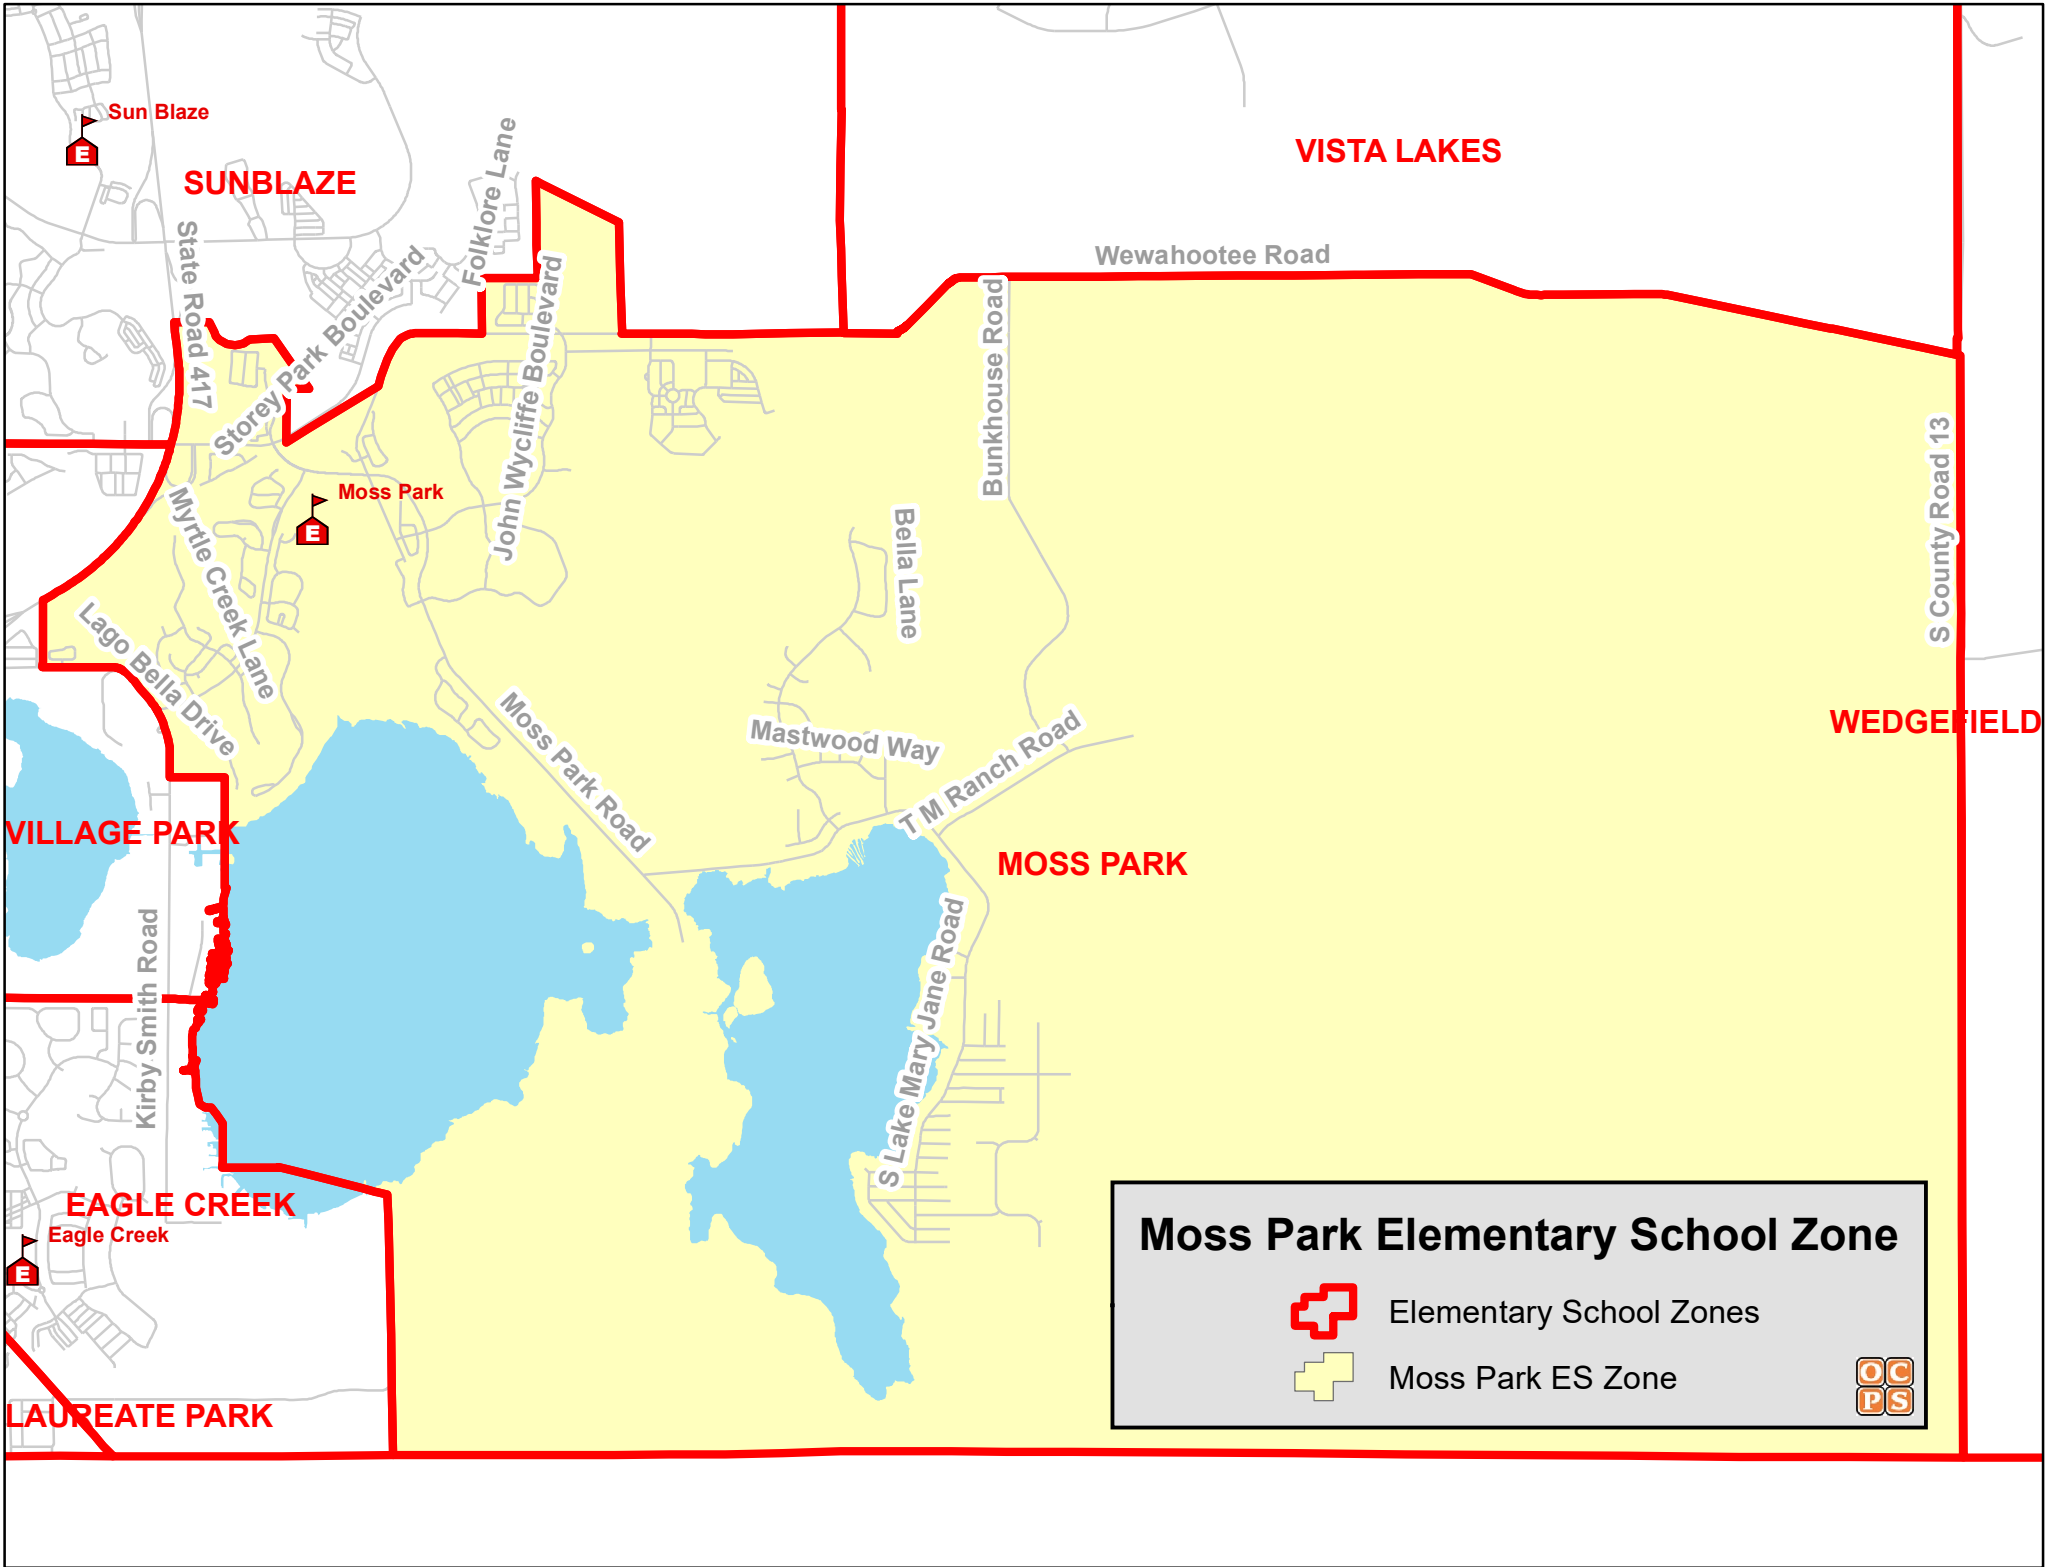 Sun Blaze
E
SUNBLAZE
VISTA LAKES
Folklore Lane
State Road 417
Storey Park Boulevard
John Wycliffe Boulevard
Wewahootee Road
Bunkhouse Road
S County Road 13
Moss Park
E
Myrtle Creek Lane
Bella Lane
Lago Bella Drive
Moss Park Road
Mastwood Way
T M Ranch Road
WEDGEFIELD
VILLAGE PARK
MOSS PARK
Kirby Smith Road
S Lake Mary Jane Road
EAGLE CREEK
Eagle Creek
E
LAUREATE PARK
Moss Park Elementary School Zone
Elementary School Zones
Moss Park ES Zone
OC
PS